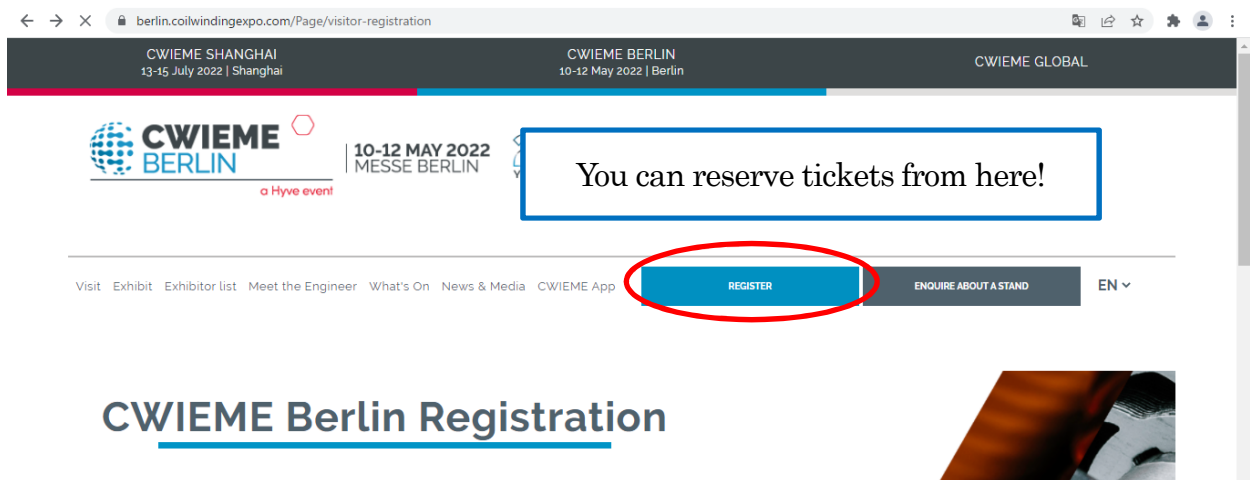 berlin.coilwindingexpo.com/Page/visitor-registration
CWIEME SHANGHAI
13-15 July 2022 | Shanghai
CWIEME BERLIN
10-12 May 2022 | Berlin
CWIEME GLOBAL
CWIEME
BERLIN
a Hyve event
10-12 MAY 2022
MESSE BERLIN
You can reserve tickets from here!
Visit Exhibit Exhibitor list Meet the Engineer What's On News & Media CWIEME App REGISTER ENQUIRE ABOUT A STAND EN
CWIEME Berlin Registration